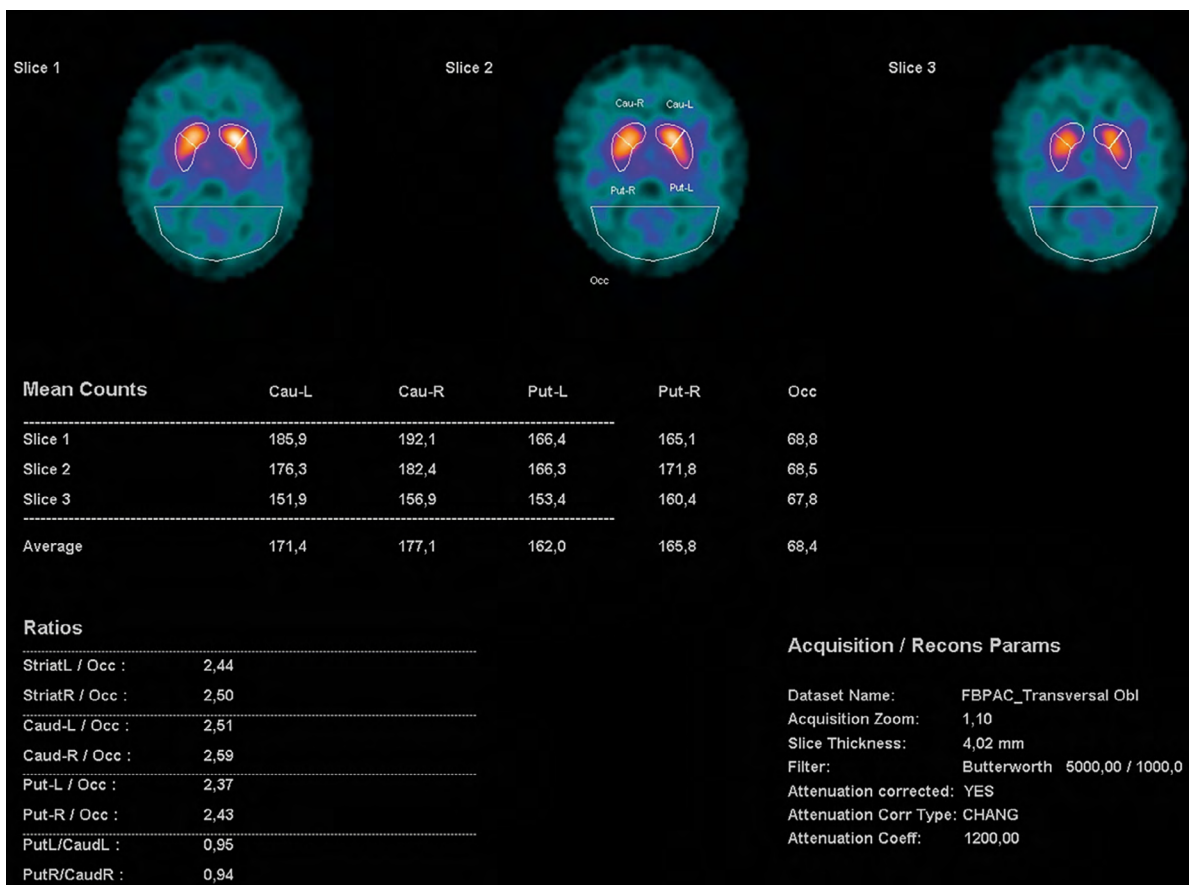 Slice 1 Slice 2 Slice 3
Cau-R Cau-L
Put-R Put-L
Occ
Mean Counts Cau-L Cau-R Put-L Put-R Occ
Slice 1 185,9 192,1 166,4 165,1 68,8
Slice 2 176,3 182,4 166,3 171,8 68,5
Slice 3 151,9 156,9 153,4 160,4 67,8
Average 171,4 177,1 162,0 165,8 68,4
Ratios
StriatL / Occ : 2,44
StriatR / Occ : 2,50
Caud-L / Occ : 2,51
Caud-R / Occ : 2,59
Put-L / Occ : 2,37
Put-R / Occ : 2,43
PutL/CaudL : 0,95
PutR/CaudR : 0,94
Acquisition / Recons Params
Dataset Name: FBPAC_Transversal Obl
Acquisition Zoom: 1,10
Slice Thickness: 4,02 mm
Filter: Butterworth 5000,00 / 1000,0
Attenuation corrected: YES
Attenuation Corr Type: CHANG
Attenuation Coeff: 1200,00